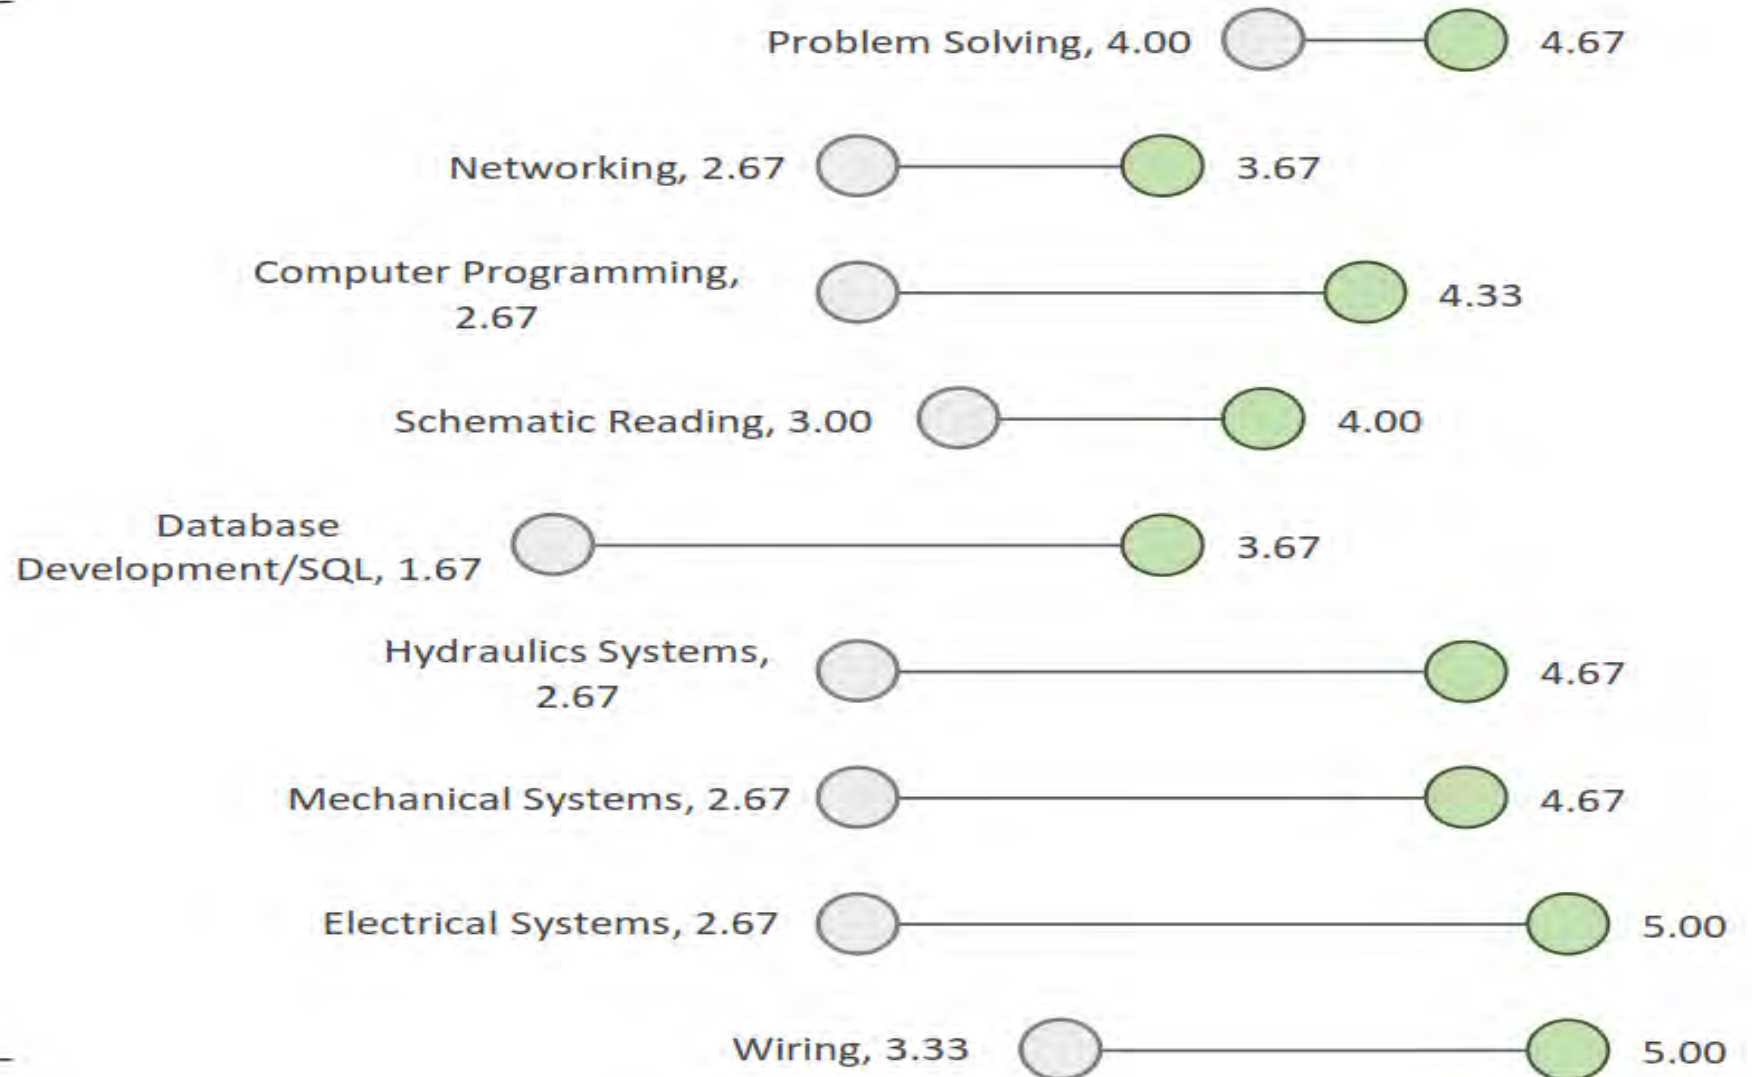 Problem Solving, 4.00 4.67
Networking, 2.67 3.67
Computer Programming,
2.67 4.33
Schematic Reading, 3.00 4.00
Database
Development/SQL, 1.67 3.67
Hydraulics Systems,
2.67 4.67
Mechanical Systems, 2.67 4.67
Electrical Systems, 2.67 5.00
Wiring, 3.33 5.00